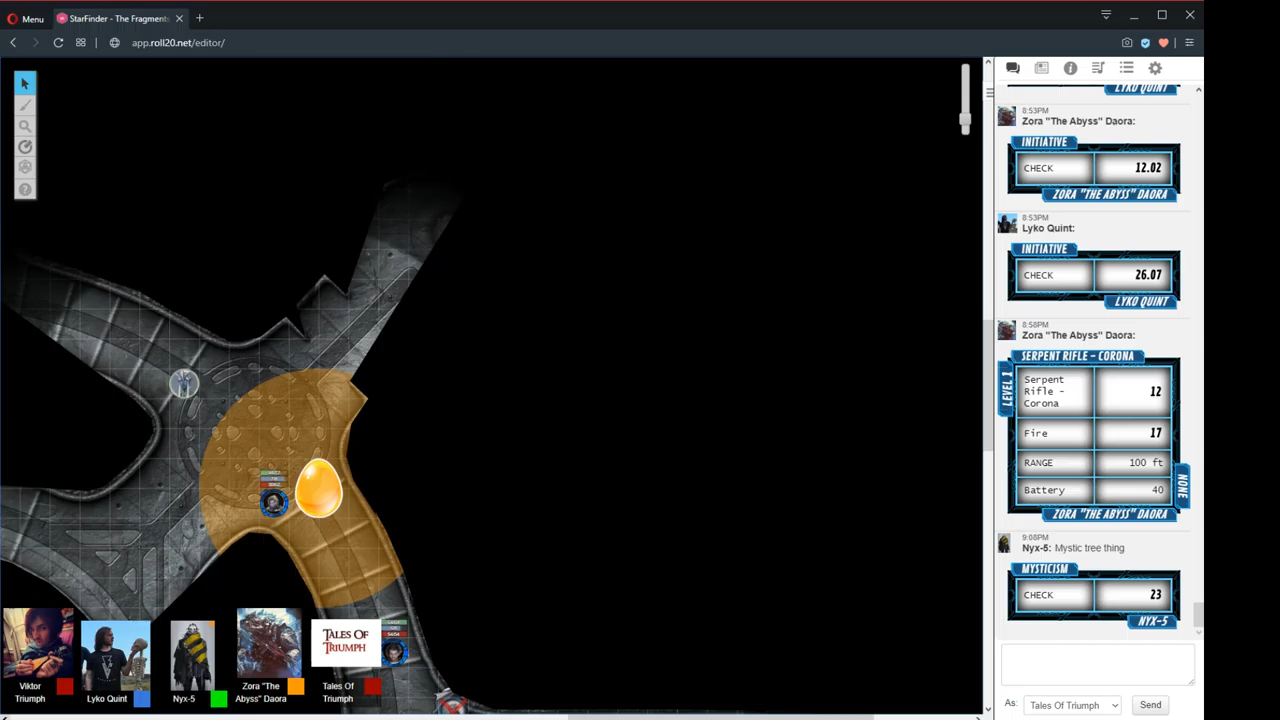 Menu
StarFinder - The Fragments
app.roll20.net/editor/
LYKO QUINT
8:53PM
Zora "The Abyss" Daora:
INITIATIVE
CHECK 12.02
ZORA "THE ABYSS" DAORA
8:53PM
Lyko Quint:
INITIATIVE
CHECK 26.07
LYKO QUINT
8:58PM
Zora "The Abyss" Daora:
SERPENT RIFLE - CORONA
LEVEL 1
Serpent
Rifle -
Corona
12
Fire 17
RANGE 100 ft
Battery 40
NONE
ZORA "THE ABYSS" DAORA
9:08PM
Nyx-5: Mystic tree thing
MYSTICISM
CHECK 23
NYX-5
TALES OF
TRIUMPH
Viktor
Triumph
Lyko Quint
Nyx-5
Zora "The
Abyss" Daora
Tales Of
Triumph
As: Tales Of Triumph
Send